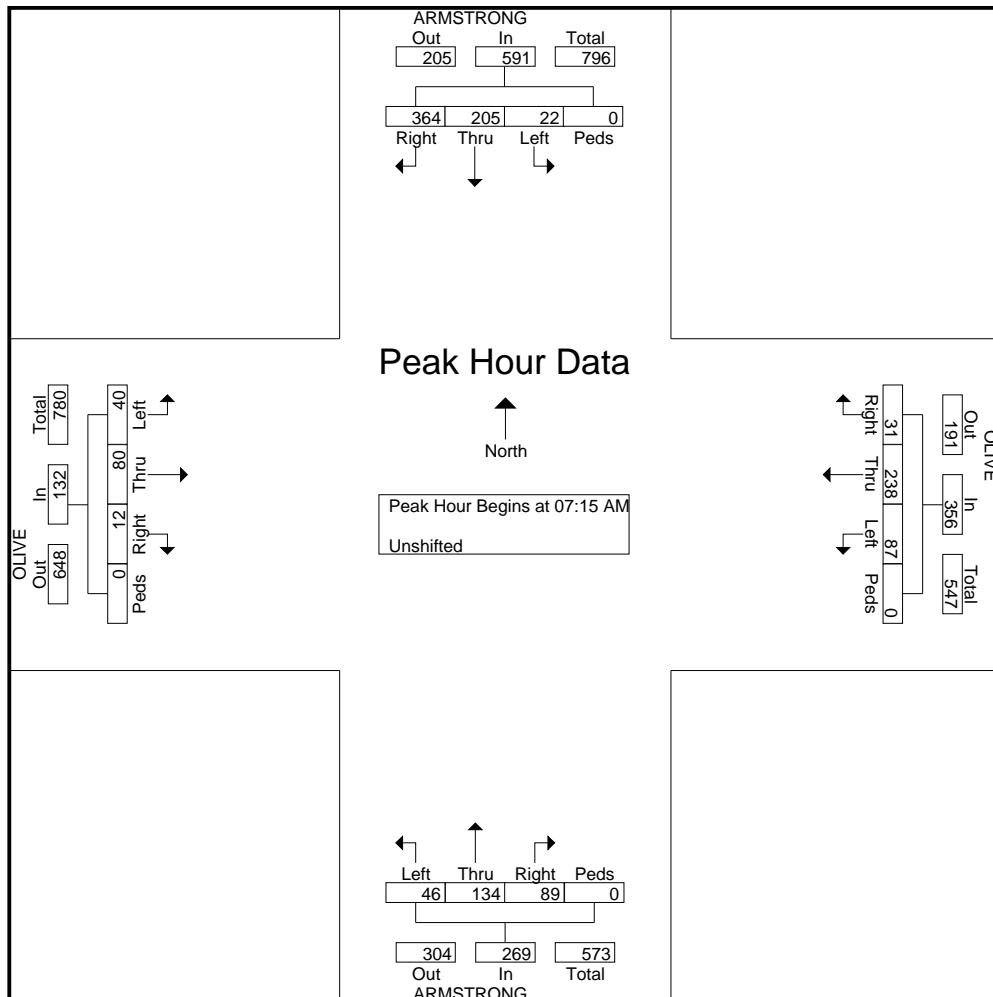 ARMSTRONG
Out In Total
205 591 796
364 205 22 0
Right Thru Left Peds
Peak Hour Data
North
Peak Hour Begins at 07:15 AM
Unshifted
OLIVE
Total In Out
780 132 648
40 80 12 0
Left Thru Right Peds
OLIVE
Out In Total
191 356 547
31 238 87 0
Right Thru Left Peds
Left Thru Right Peds
46 134 89 0
304 269 573
Out In Total
ARMSTRONG